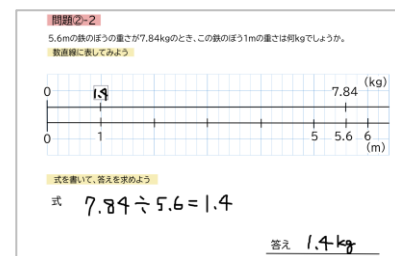 問題②-2
5.6mの鉄のぼうの重さが7.84kgのとき、この鉄のぼう1mの重さは何kgでしょうか。
数直線に表してみよう
0 1.4 7.84 (kg)
0 1 5 5.6 6 (m)
式を書いて、答えを求めよう
式 7.84÷5.6=1.4
答え 1.4kg